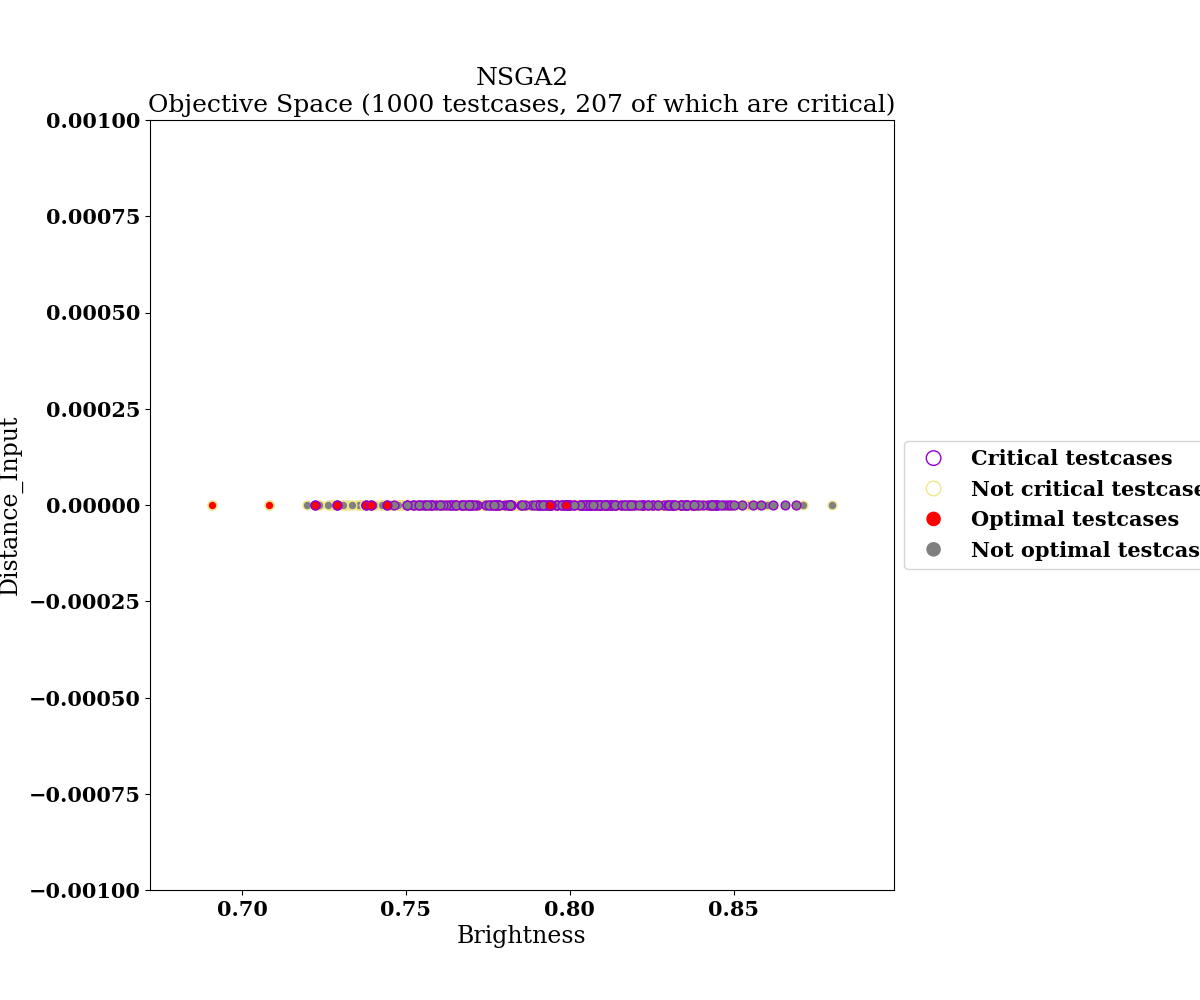 NSGA2
Objective Space (1000 testcases, 207 of which are critical)
0.00100
0.00075
0.00050
0.00025
0.00000
−0.00025
−0.00050
−0.00075
−0.00100
Distance_Input
0.70 0.75 0.80 0.85
Brightness
Critical testcases
Not critical testcase
Optimal testcases
Not optimal testcas